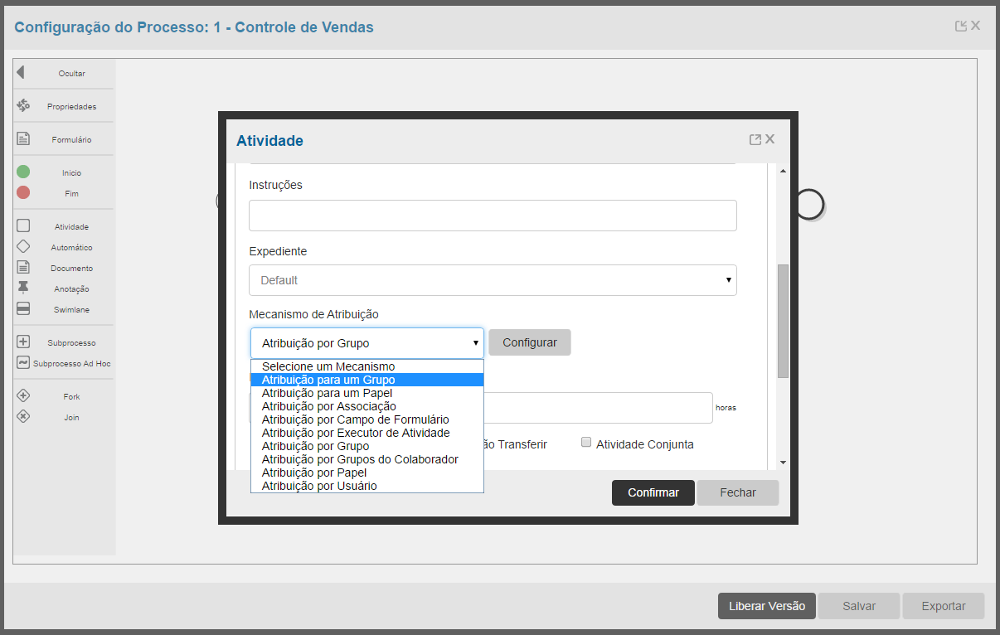 Configuração do Processo: 1 - Controle de Vendas
X
Ocultar
Propriedades
Formulário
Inicio
Fim
Atividade
Automático
Documento
Anotação
Swimlane
Subprocesso
Subprocesso Ad Hoc
Fork
Join
Atividade
X
Instruções
Expediente
Default
Mecanismo de Atribuição
Atribuição por Grupo
Configurar
Selecione um Mecanismo
Atribuição para um Grupo
Atribuição para um Papel
Atribuição por Associação
Atribuição por Campo de Formulário
Atribuição por Executor de Atividade
Atribuição por Grupo
Atribuição por Grupos do Colaborador
Atribuição por Papel
Atribuição por Usuário
horas
ão Transferir
Atividade Conjunta
Confirmar
Fechar
Liberar Versão
Salvar
Exportar